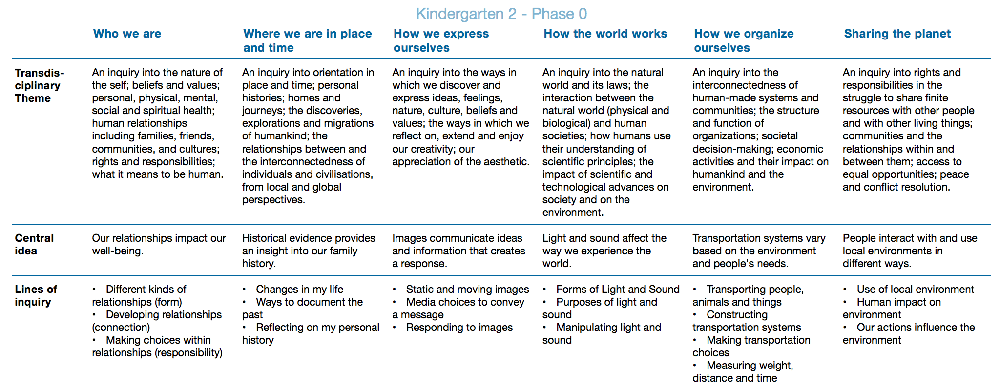 Kindergarten 2 - Phase 0
Who we are
Where we are in place
and time
How we express
ourselves
How the world works
How we organize
ourselves
Sharing the planet
Transdis-
ciplinary
Theme
An inquiry into the nature of
the self; beliefs and values;
personal, physical, mental,
social and spiritual health;
human relationships
including families, friends,
communities, and cultures;
rights and responsibilities;
what it means to be human.
An inquiry into orientation in
place and time; personal
histories; homes and
journeys; the discoveries,
explorations and migrations
of humankind; the
relationships between and
the interconnectedness of
individuals and civilisations,
from local and global
perspectives.
An inquiry into the ways in
which we discover and
express ideas, feelings,
nature, culture, beliefs and
values; the ways in which we
reflect on, extend and enjoy
our creativity; our
appreciation of the aesthetic.
An inquiry into the natural
world and its laws; the
interaction between the
natural world (physical and
biological) and human
societies; how humans use
their understanding of
scientific principles; the
impact of scientific and
technological advances on
society and on the
environment.
An inquiry into the
interconnectedness of
human-made systems and
communities; the structure
and function of
organizations; societal
decision-making; economic
activities and their impact on
humankind and the
environment.
An inquiry into rights and
responsibilities in the
struggle to share finite
resources with other people
and with other living things;
communities and the
relationships within and
between them; access to
equal opportunities; peace
and conflict resolution.
Central
idea
Our relationships impact our
well-being.
Historical evidence provides
an insight into our family
history.
Images communicate ideas
and information that creates
a response.
Light and sound affect the
way we experience the
world.
Transportation systems vary
based on the environment
and people's needs.
People interact with and use
local environments in
different ways.
Lines of
inquiry
• Different kinds of
relationships (form)
• Developing relationships
(connection)
• Making choices within
relationships (responsibility)
• Changes in my life
• Ways to document the
past
• Reflecting on my personal
history
• Static and moving images
• Media choices to convey
a message
• Responding to images
• Forms of Light and Sound
• Purposes of light and
sound
• Manipulating light and
sound
• Transporting people,
animals and things
• Constructing
transportation systems
• Making transportation
choices
• Measuring weight,
distance and time
• Use of local environment
• Human impact on
environment
• Our actions influence the
environment